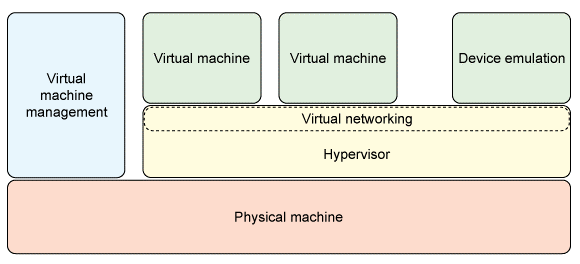 Virtual
machine
management
Virtual machine
Virtual machine
Device emulation
Virtual networking
Hypervisor
Physical machine